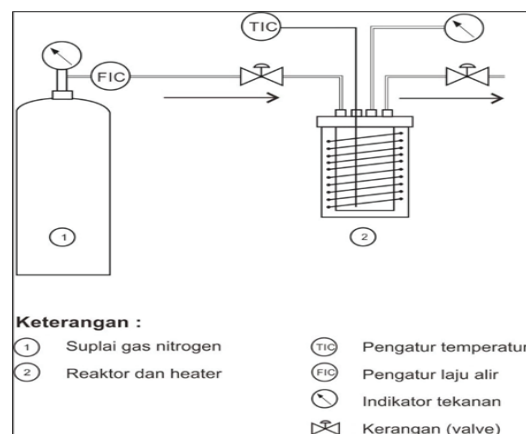 TIC
FIC
1
2
Keterangan :
1 Suplai gas nitrogen
2 Reaktor dan heater
TIC Pengatur temperatur
FIC Pengatur laju alir
Indikator tekanan
Kerangan (valve)